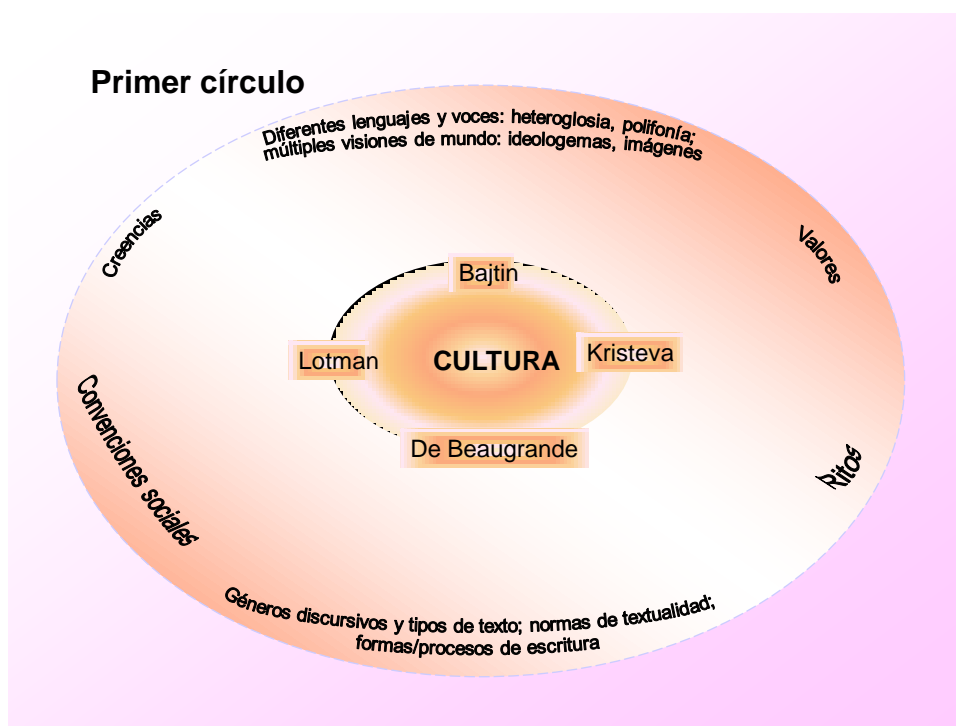 Primer círculo
Diferentes lenguajes y voces: heteroglosia, polifonía;
múltiples visiones de mundo: ideologemas, imágenes
Creencias
Valores
Bajtin
Lotman
CULTURA
Kristeva
De Beaugrande
Convenciones sociales
Ritos
Géneros discursivos y tipos de texto; normas de textualidad;
formas/procesos de escritura